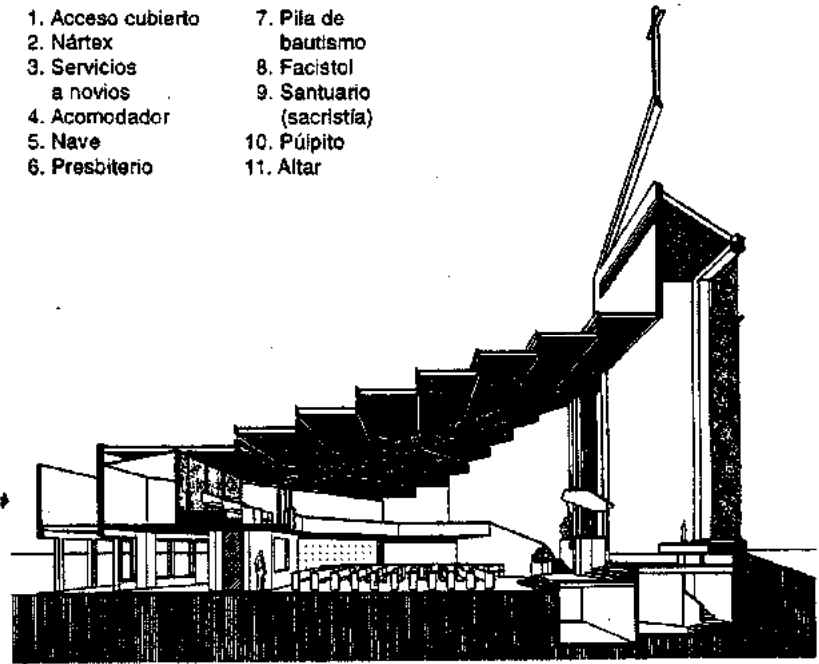 1. Acceso cubierto
2. Nártex
3. Servicios
a novios
4. Acomodador
5. Nave
6. Presbiterio
7. Pila de
bautismo
8. Facistol
9. Santuario
(sacristía)
10. Púlpito
11. Altar